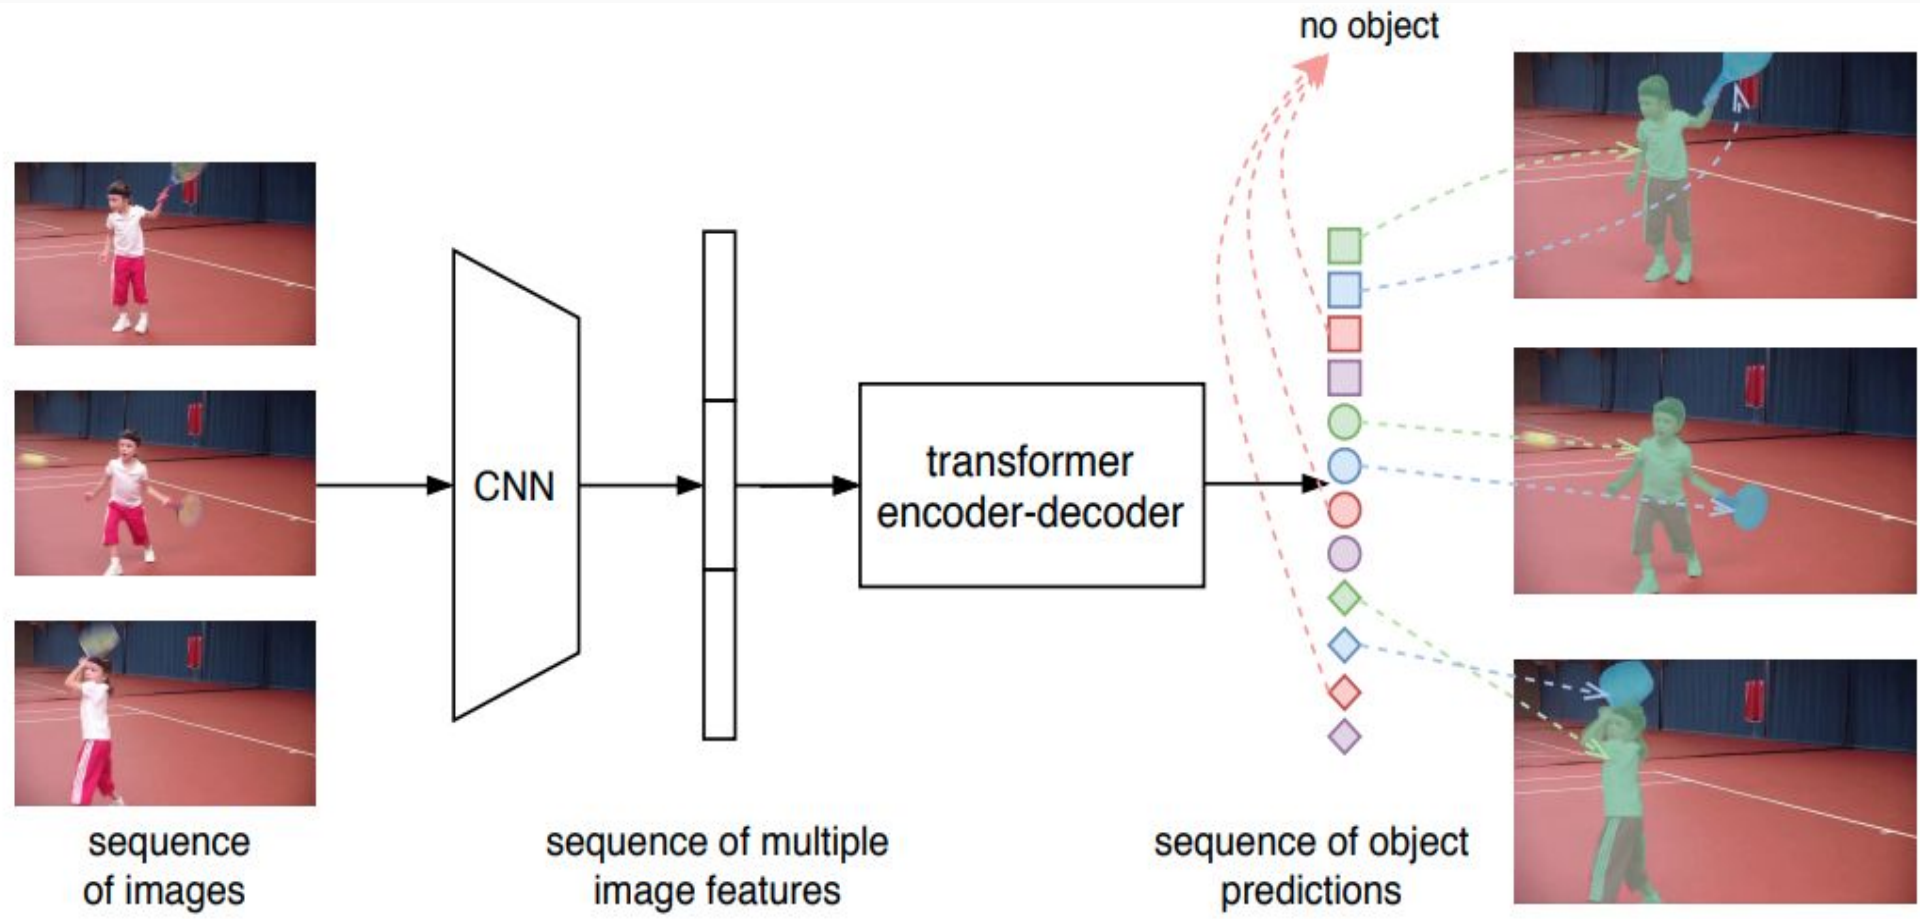 no object
CNN
transformer
encoder-decoder
sequence
of images
sequence of multiple
image features
sequence of object
predictions